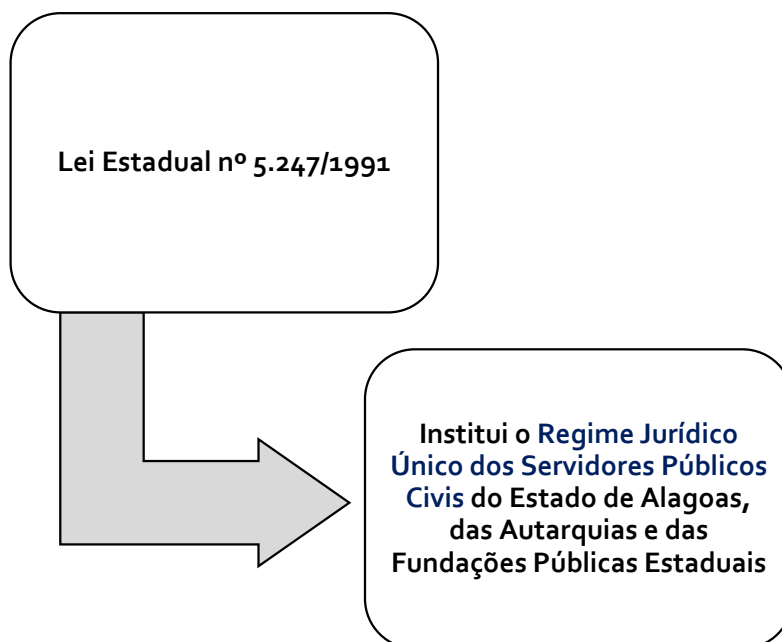 Lei Estadual nº 5.247/1991
Institui o Regime Jurídico
Único dos Servidores Públicos
Civis do Estado de Alagoas,
das Autarquias e das
Fundações Públicas Estaduais